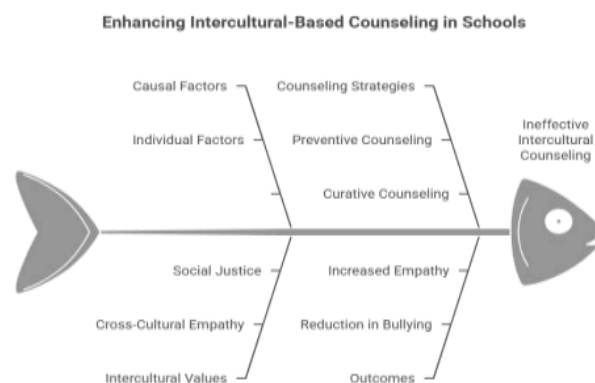 Enhancing Intercultural-Based Counseling in Schools
Causal Factors
Individual Factors
Counseling Strategies
Preventive Counseling
Curative Counseling
Ineffective
Intercultural
Counseling
Social Justice
Cross-Cultural Empathy
Intercultural Values
Increased Empathy
Reduction in Bullying
Outcomes